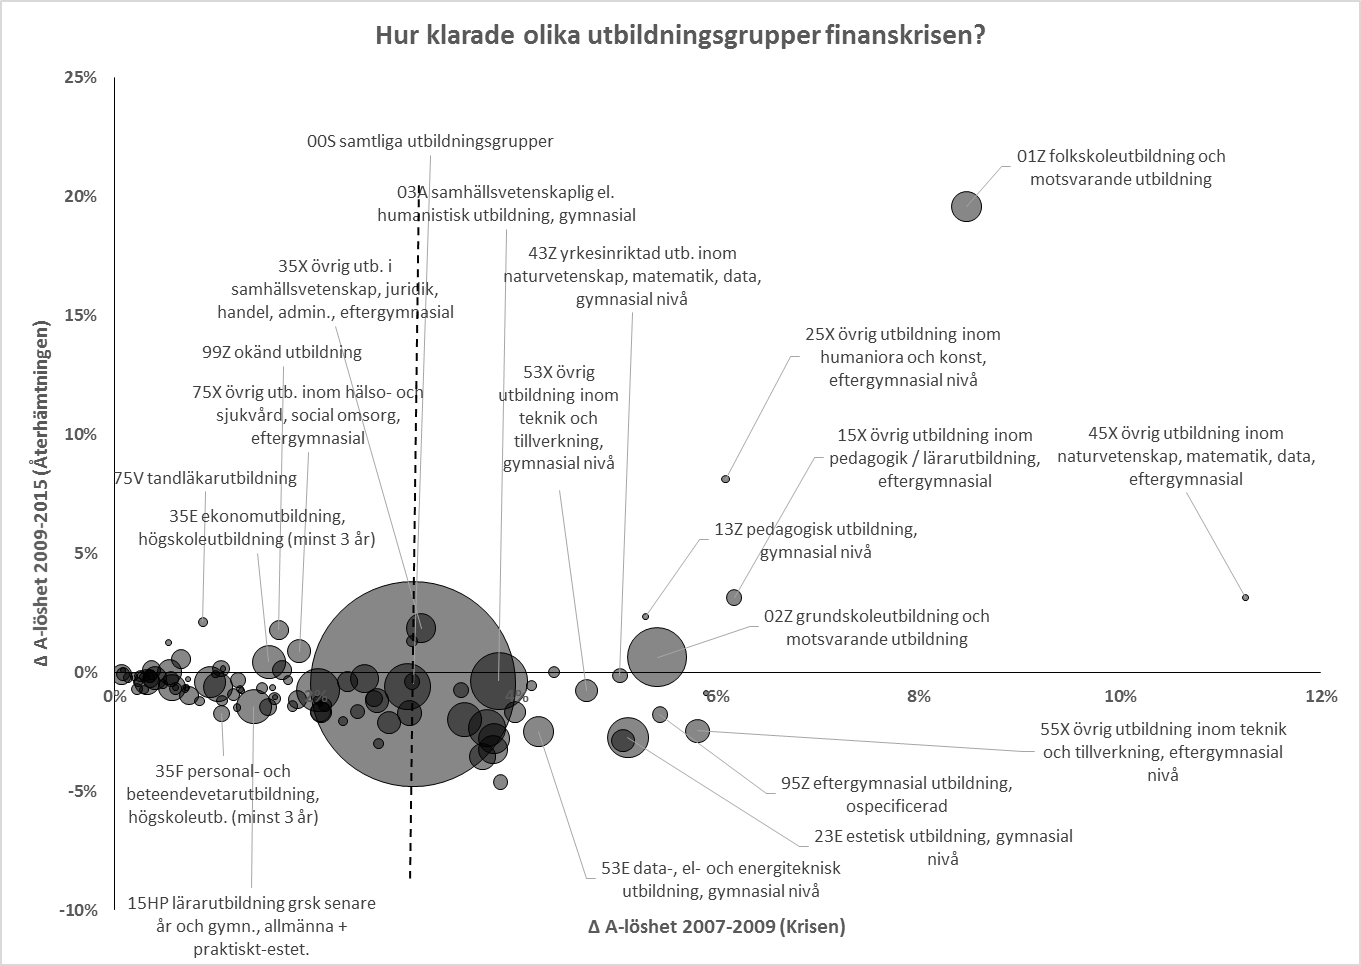 Hur klarade olika utbildningsgrupper finanskrisen?
25%
20%
15%
10%
5%
0%
-5%
-10%
Δ A-löshet 2009-2015 (Återhämtningen)
00S samtliga utbildningsgrupper
03A samhällsvetenskaplig el.
humanistisk utbildning, gymnasial
01Z folkskoleutbildning och
motsvarande utbildning
43Z yrkesinriktad utb. inom
naturvetenskap, matematik, data,
gymnasial nivå
35X övrig utb. i
samhällsvetenskap, juridik,
handel, admin., eftergymnasial
99Z okänd utbildning
25X övrig utbildning inom
humaniora och konst,
eftergymnasial nivå
53X övrig
utbildning inom
teknik och
tillverkning,
gymnasial nivå
75X övrig utb. inom hälso- och
sjukvård, social omsorg,
eftergymnasial
15X övrig utbildning inom
pedagogik / lärarutbildning,
eftergymnasial
45X övrig utbildning inom
naturvetenskap, matematik, data,
eftergymnasial
75V tandläkarutbildning
35E ekonomutbildning,
högskoleutbildning (minst 3 år)
13Z pedagogisk utbildning,
gymnasial nivå
02Z grundskoleutbildning och
motsvarande utbildning
0%
2%
4%
6%
8%
10%
12%
55X övrig utbildning inom teknik
och tillverkning, eftergymnasial
nivå
35F personal- och
beteendevetarutbildning,
högskoleutb. (minst 3 år)
95Z eftergymnasial utbildning,
ospecificerad
23E estetisk utbildning, gymnasial
nivå
53E data-, el- och energiteknisk
utbildning, gymnasial nivå
15HP lärarutbildning grsk senare
år och gymn., allmänna +
praktiskt-estet.
Δ A-löshet 2007-2009 (Krisen)